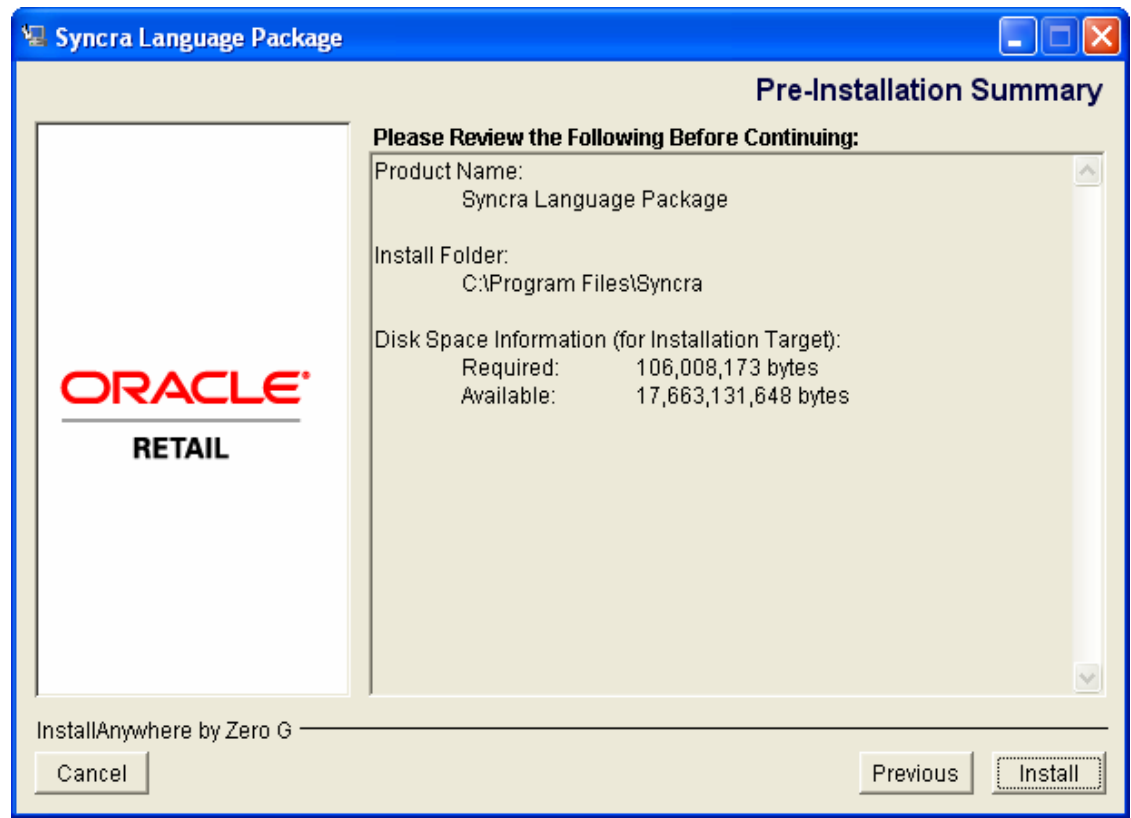 Syncra Language Package
Pre-Installation Summary
Please Review the Following Before Continuing:
Product Name:
Syncra Language Package
Install Folder:
C:\Program Files\Syncra
Disk Space Information (for Installation Target):
Required: 106,008,173 bytes
Available: 17,663,131,648 bytes
ORACLE
RETAIL
InstallAnywhere by Zero G
Cancel Previous Install